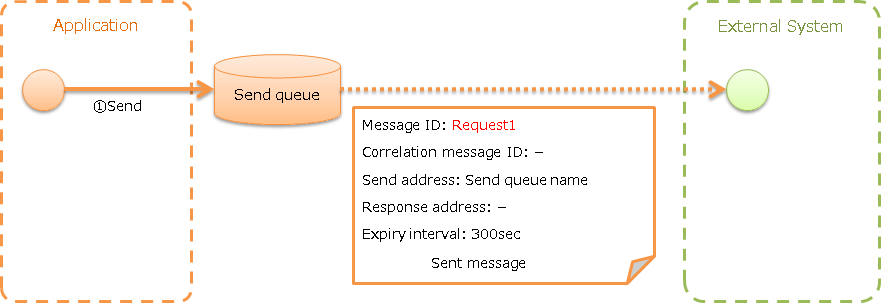 Application
External System
Send queue
①Send
Message ID: Request1
Correlation message ID: −
Send address: Send queue name
Response address: −
Expiry interval: 300sec
Sent message